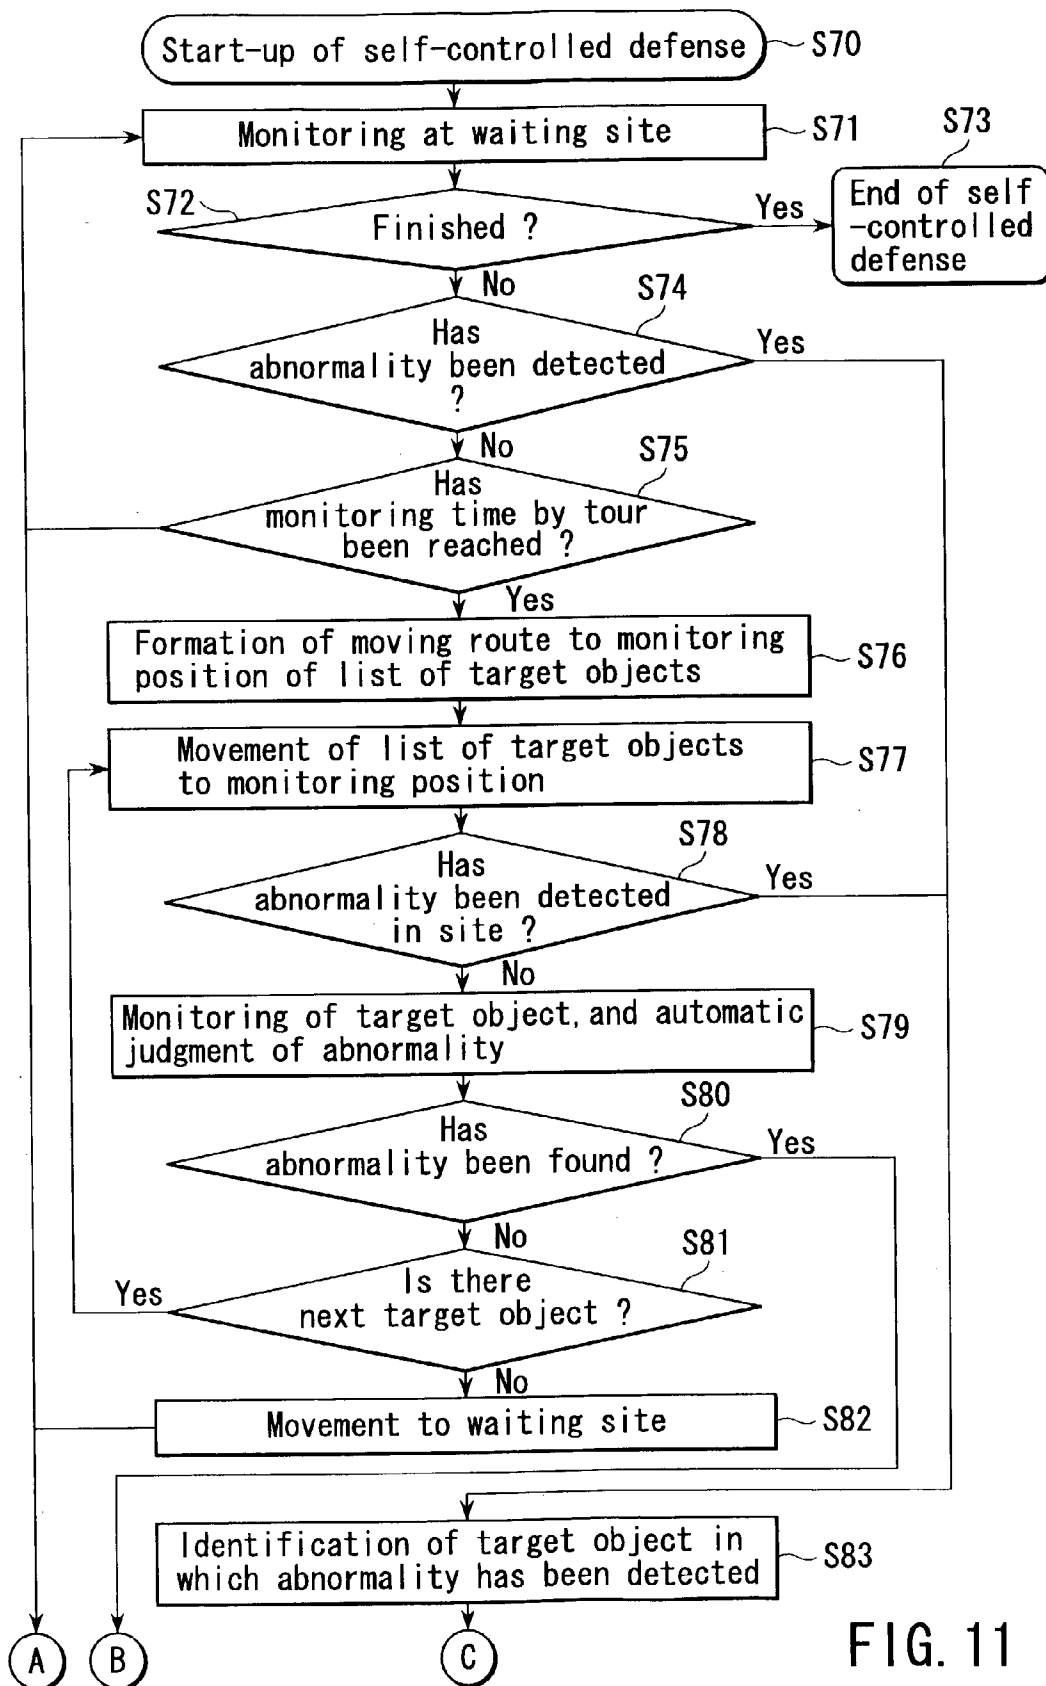 Start-up of self-controlled defense
S70
Monitoring at waiting site
S71
S72
Finished ?
Yes
S73
End of self
-controlled
defense
No
S74
Has
abnormality been detected
?
Yes
No
S75
Has
monitoring time by tour
been reached ?
Yes
Formation of moving route to monitoring
position of list of target objects
S76
Movement of list of target objects
to monitoring position
S77
S78
Has
abnormality been detected
in site ?
Yes
No
Monitoring of target object, and automatic
judgment of abnormality
S79
S80
Has
abnormality been found ?
Yes
No
S81
Is there
next target object ?
Yes
No
Movement to waiting site
S82
Identification of target object in
which abnormality has been detected
S83
A
B
C
FIG. 11